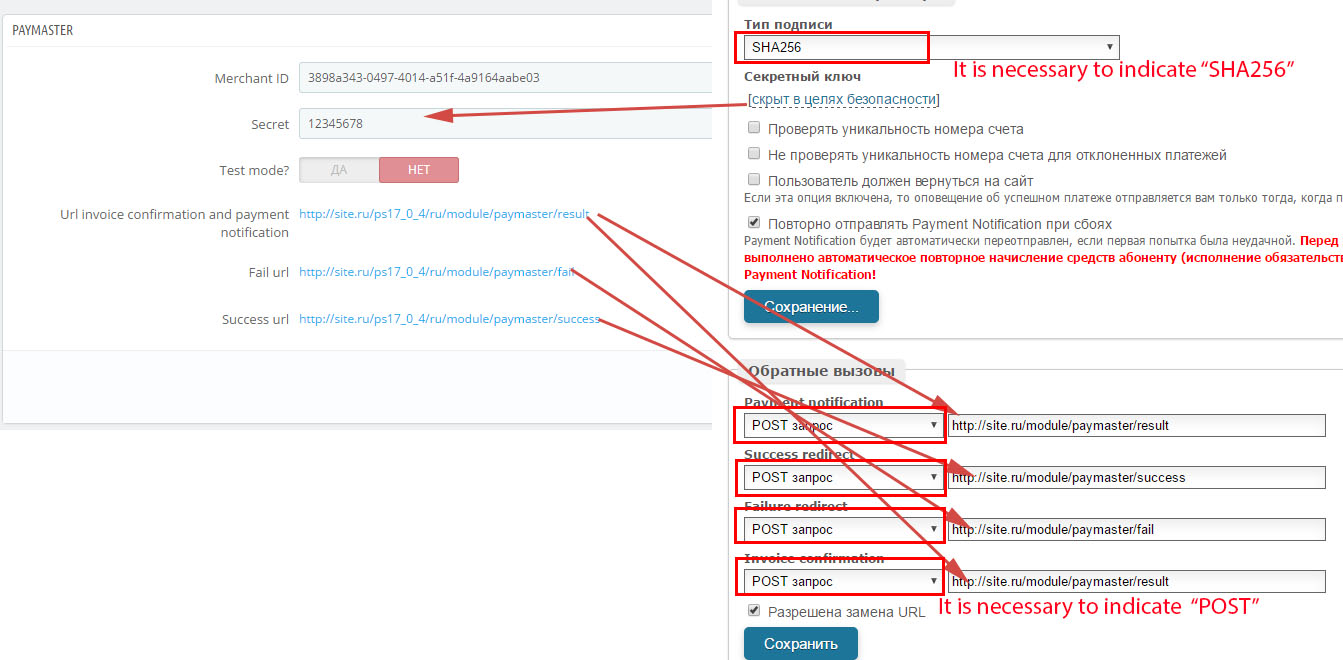 PAYMASTER
Merchant ID
3898a343-0497-4014-a51f-4a9164aabe03
Secret
12345678
Test mode?
ДА
НЕТ
Url invoice confirmation and payment
notification
http://site.ru/ps17_0_4/ru/module/paymaster/result
Fail url
http://site.ru/ps17_0_4/ru/module/paymaster/fail
Success url
http://site.ru/ps17_0_4/ru/module/paymaster/success
Тип подписи
SHA256
It is necessary to indicate “SHA256”
Секретный ключ
[скрыт в целях безопасности]
Проверять уникальность номера счета
Не проверять уникальность номера счета для отклоненных платежей
Пользователь должен вернуться на сайт
Если эта опция включена, то оповещение об успешном платеже отправляется вам только тогда, когда п
Повторно отправлять Payment Notification при сбоях
Payment Notification будет автоматически переотправлен, если первая попытка была неудачной. Перед
выполнено автоматическое повторное начисление средств абоненту (исполнение обязательств
Payment Notification!
Сохранение...
Обратные вызовы
Payment notification
POST запрос
http://site.ru/module/paymaster/result
Success redirect
POST запрос
http://site.ru/module/paymaster/success
Failure redirect
POST запрос
http://site.ru/module/paymaster/fail
Invoice confirmation
POST запрос
http://site.ru/module/paymaster/result
Разрешена замена URL
It is necessary to indicate “POST”
Сохранить